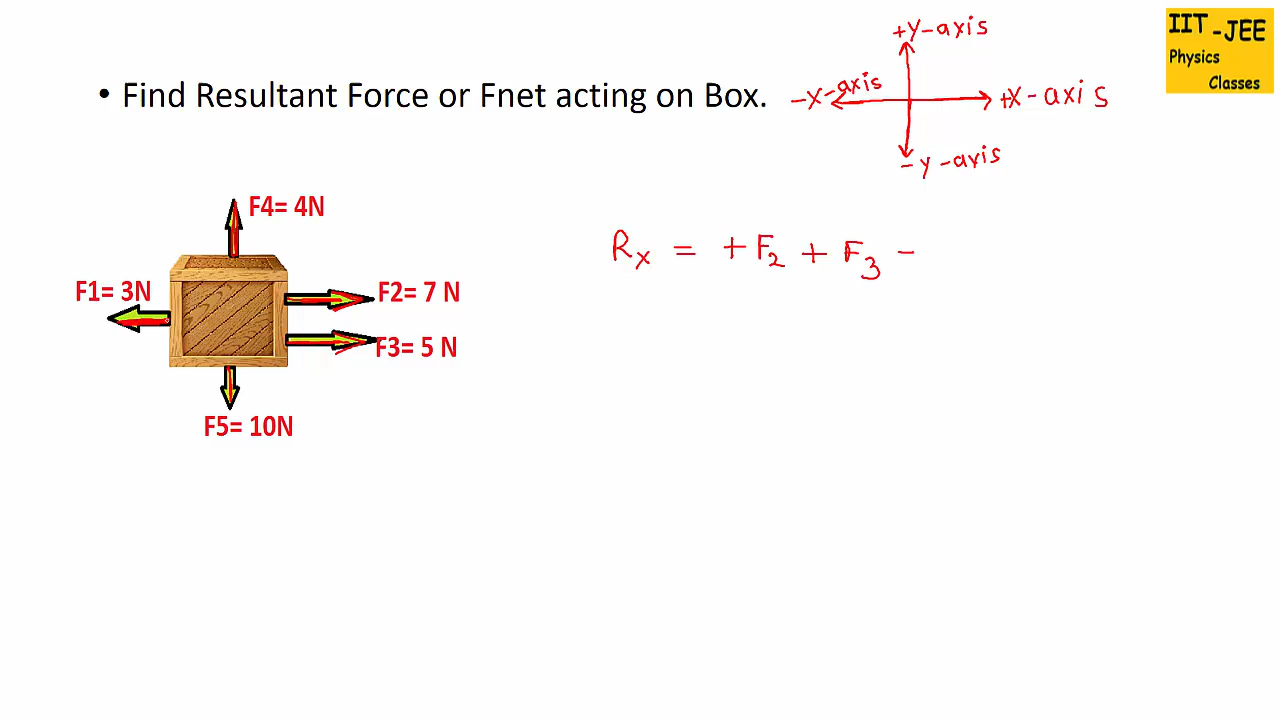 IIT -JEE
Physics
Classes
+y-axis
• Find Resultant Force or Fnet acting on Box.
-x-axis
+x-axis
-y-axis
F4= 4N
Rx = +F2 + F3 -
F1= 3N
F2= 7 N
F3= 5 N
F5= 10N